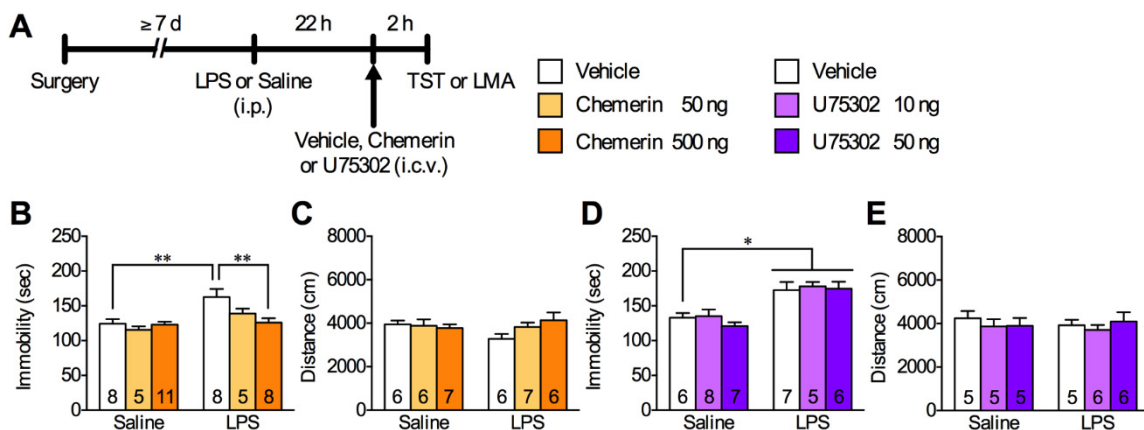 A
≥ 7 d
22 h
2 h
Surgery
LPS or Saline
(i.p.)
TST or LMA
Vehicle, Chemerin
or U75302 (i.c.v.)
Vehicle
Chemerin 50 ng
Chemerin 500 ng
Vehicle
U75302 10 ng
U75302 50 ng
B
Immobility (sec)
250
200
150
100
50
0
**
**
8
5
11
8
5
8
Saline
LPS
C
Distance (cm)
8000
6000
4000
2000
0
6
6
7
6
7
6
Saline
LPS
D
Immobility (sec)
250
200
150
100
50
0
*
6
8
7
7
5
6
Saline
LPS
E
Distance (cm)
8000
6000
4000
2000
0
5
5
5
5
6
6
Saline
LPS